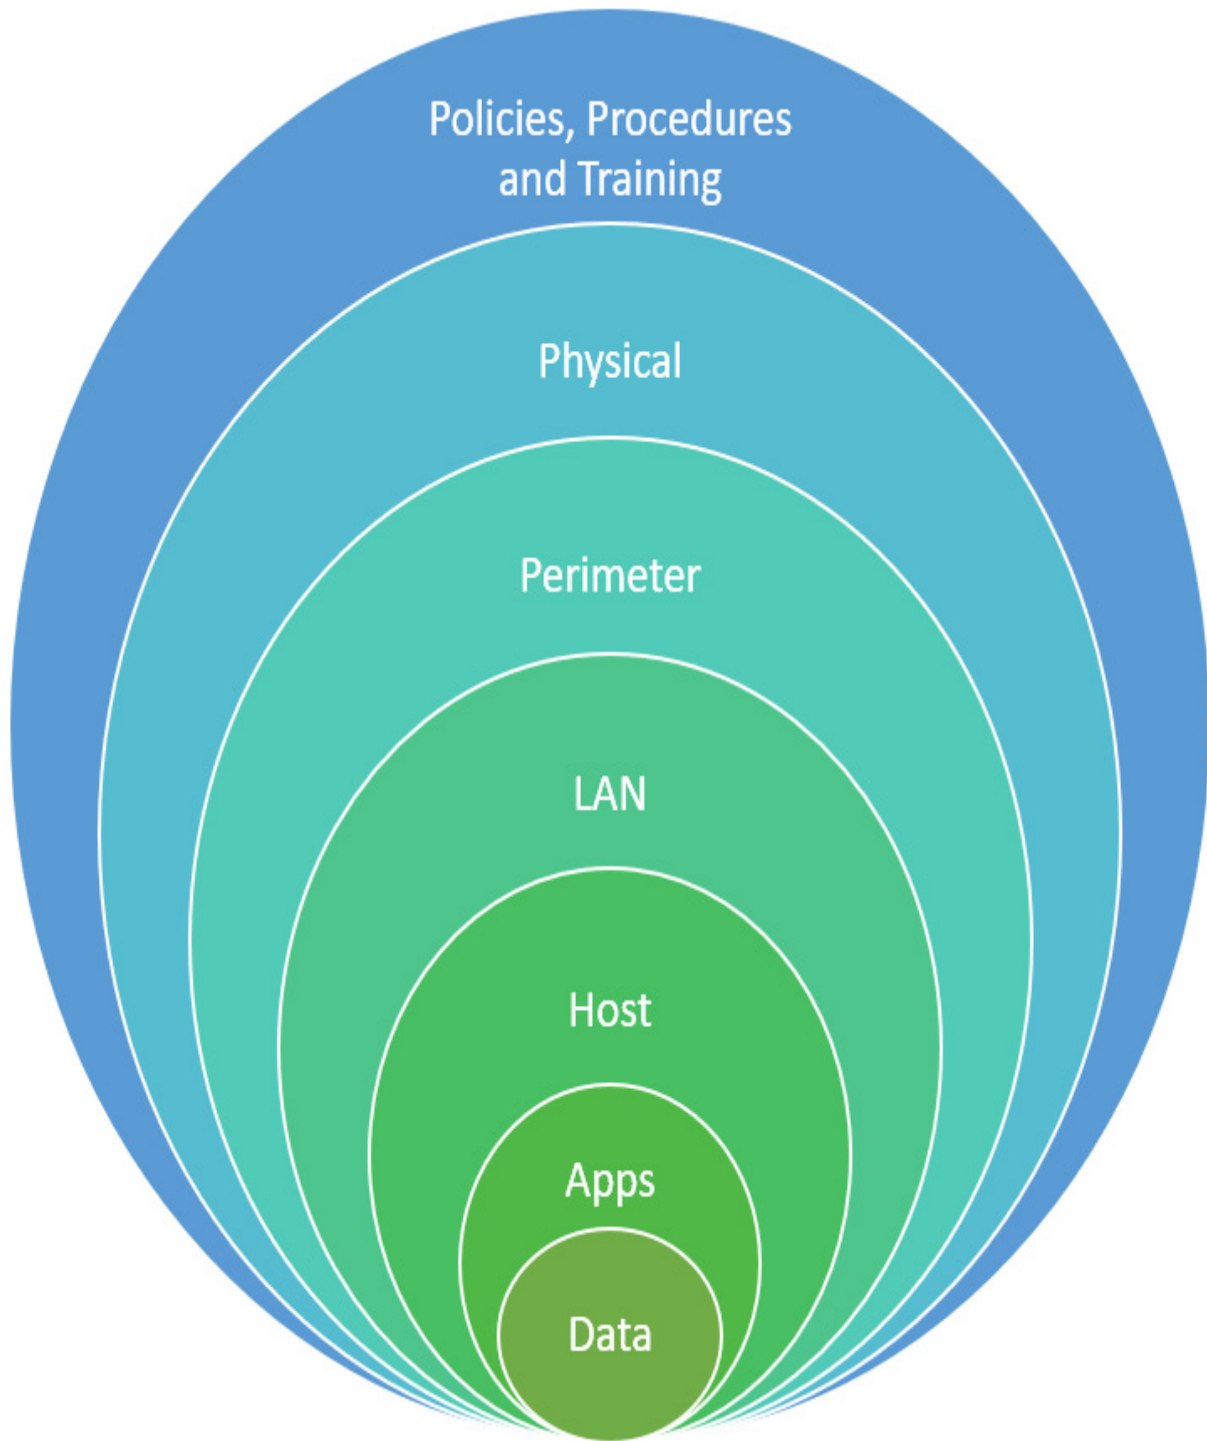 Policies, Procedures
and Training
Physical
Perimeter
LAN
Host
Apps
Data